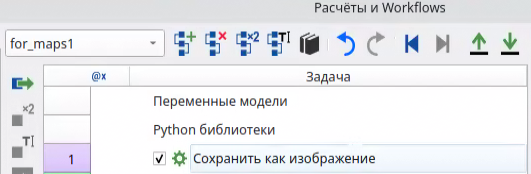 Расчёты и Workflows
for_maps1
@x
Задача
Переменные модели
Python библиотеки
1
Сохранить как изображение